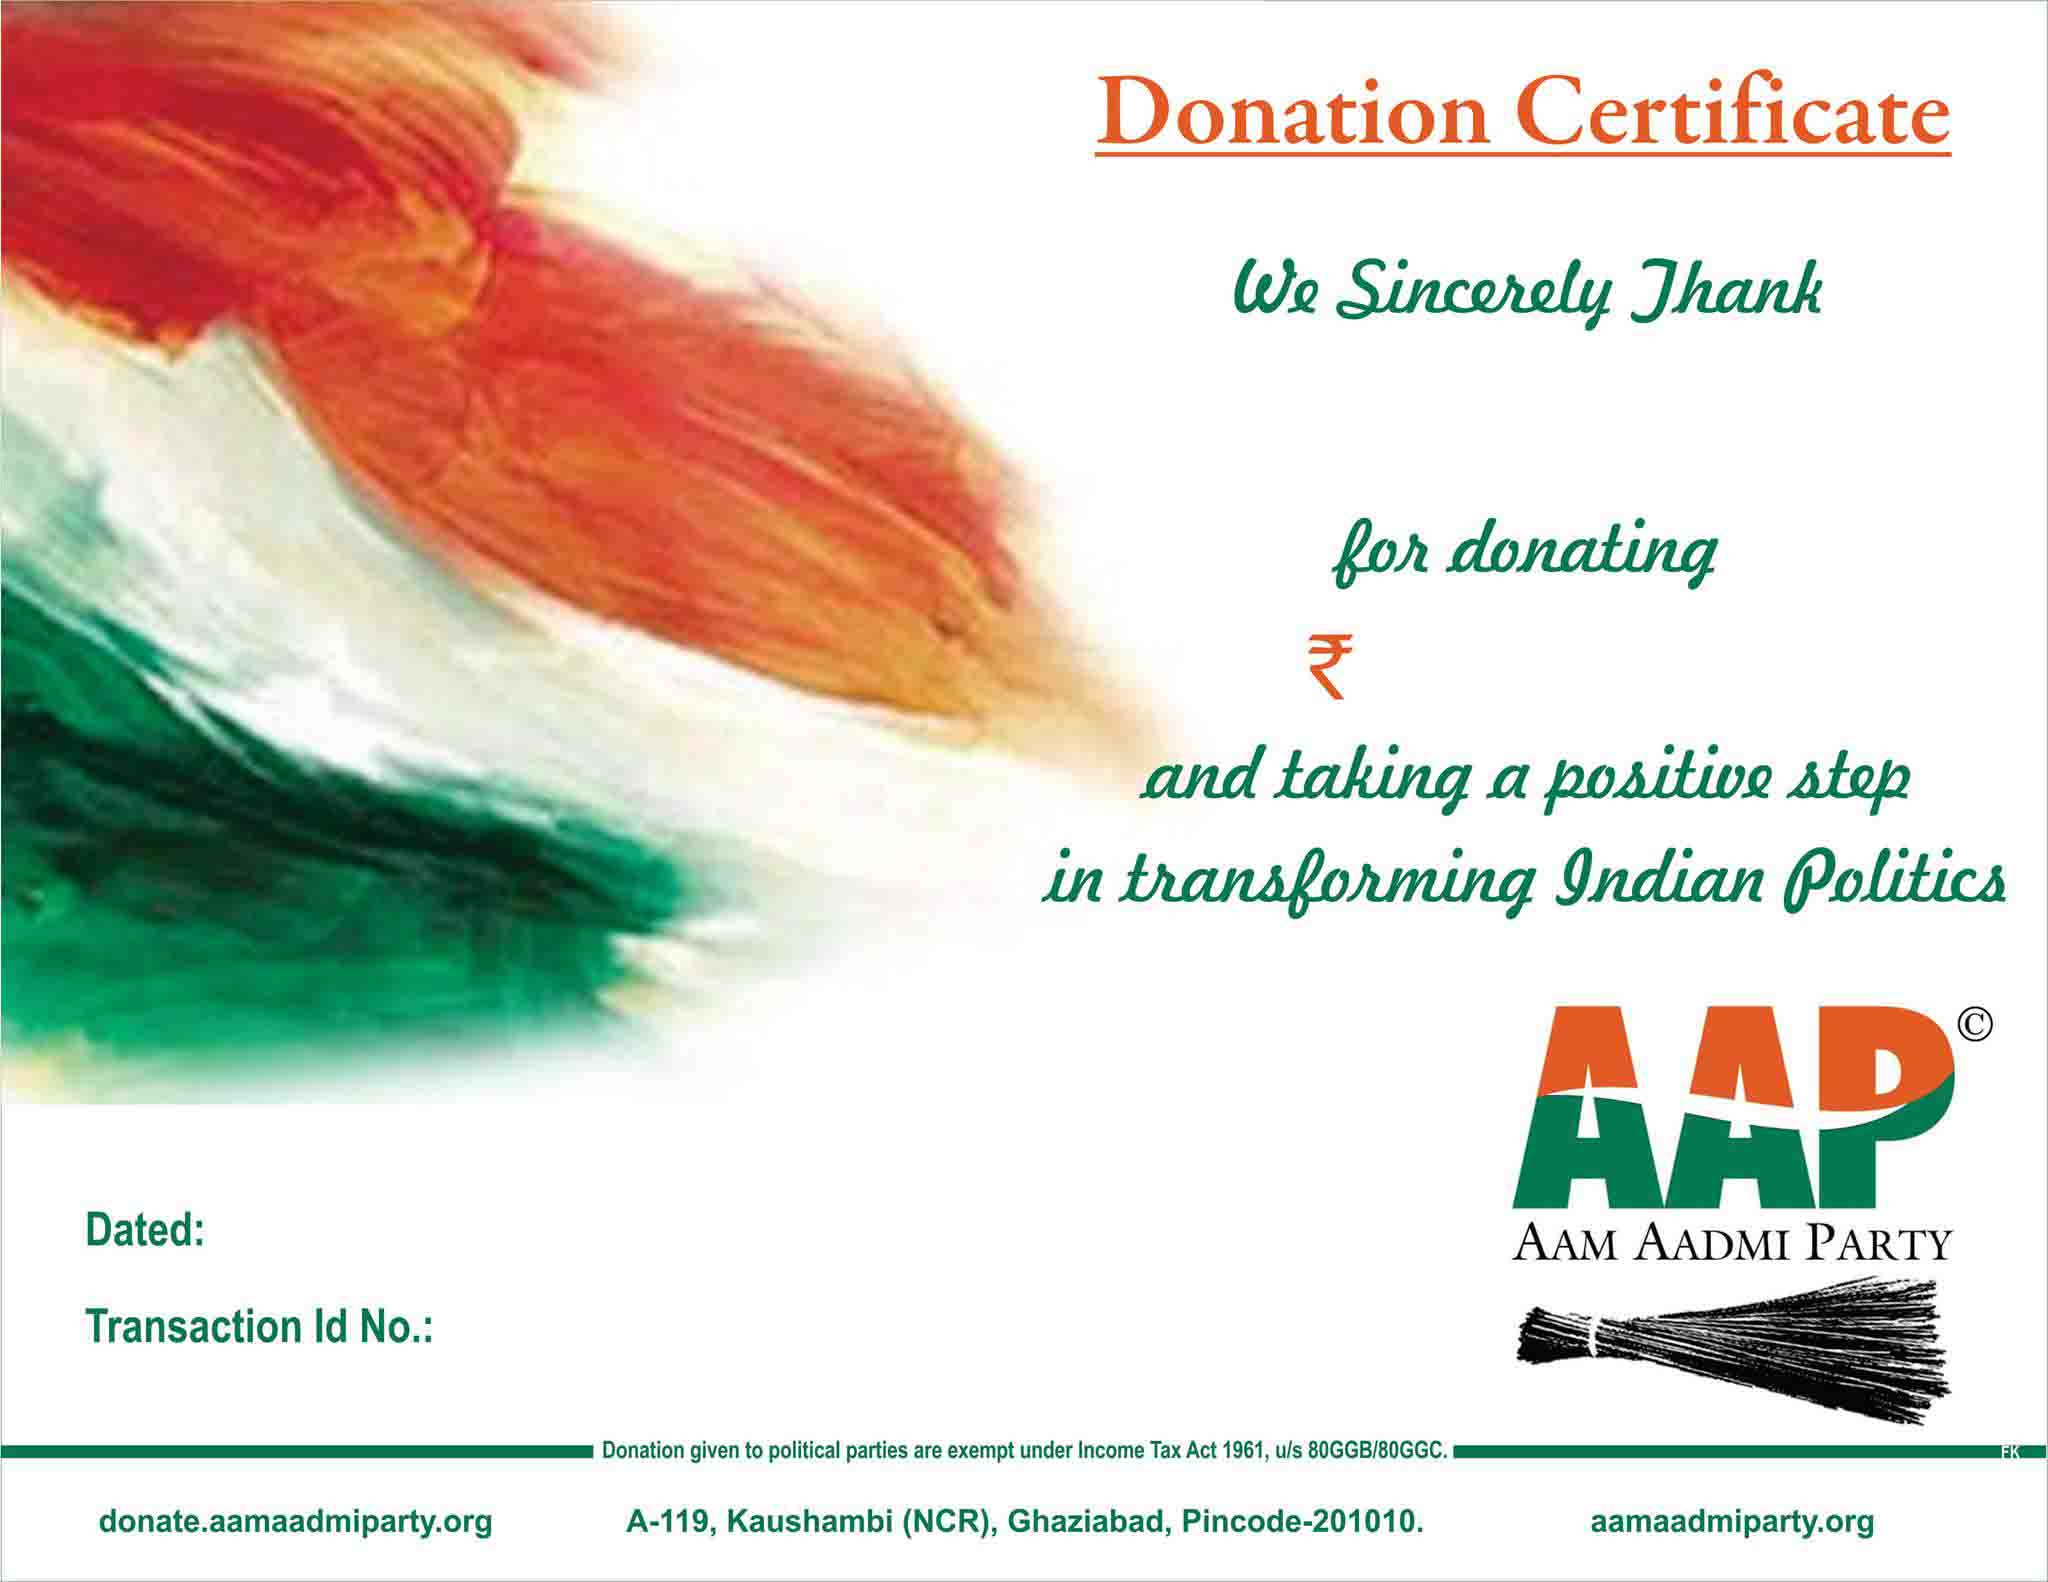 Donation Certificate
We Sincerely Thank
for donating
₹
and taking a positive step
in transforming Indian Politics
AAP©
AAM AADMI PARTY
Dated:
Transaction Id No.:
Donation given to political parties are exempt under Income Tax Act 1961, u/s 80GGB/80GGC.
donate.aamaadmiparty.org A-119, Kaushambi (NCR), Ghaziabad, Pincode-201010. aamaadmiparty.org